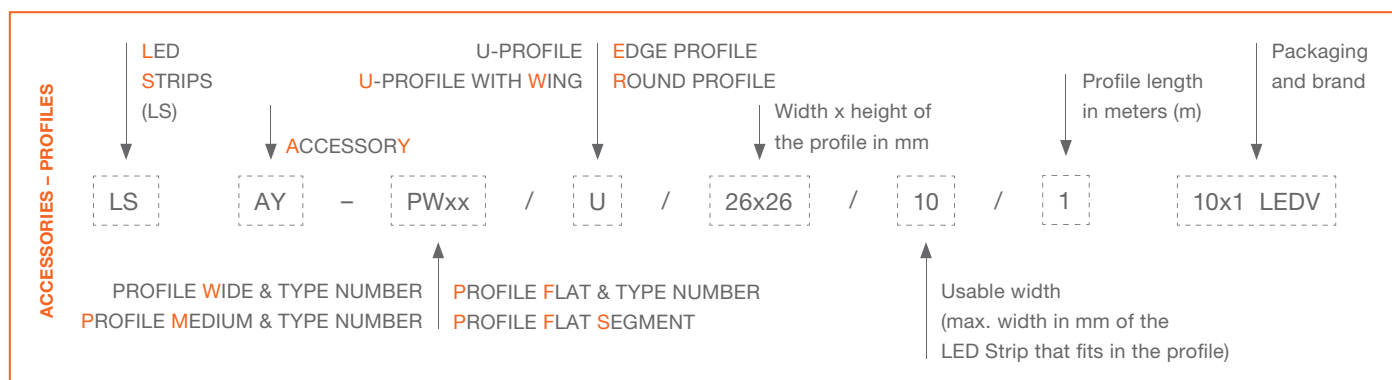 ACCESSORIES – PROFILES
LED
STRIPS
(LS)
ACCESSORY
U-PROFILE
U-PROFILE WITH WING
EDGE PROFILE
ROUND PROFILE
Width x height of
the profile in mm
Profile length
in meters (m)
Packaging
and brand
LS AY – PWxx / U / 26x26 / 10 / 1 10x1 LEDV
PROFILE WIDE & TYPE NUMBER
PROFILE MEDIUM & TYPE NUMBER
PROFILE FLAT & TYPE NUMBER
PROFILE FLAT SEGMENT
Usable width
(max. width in mm of the
LED Strip that fits in the profile)